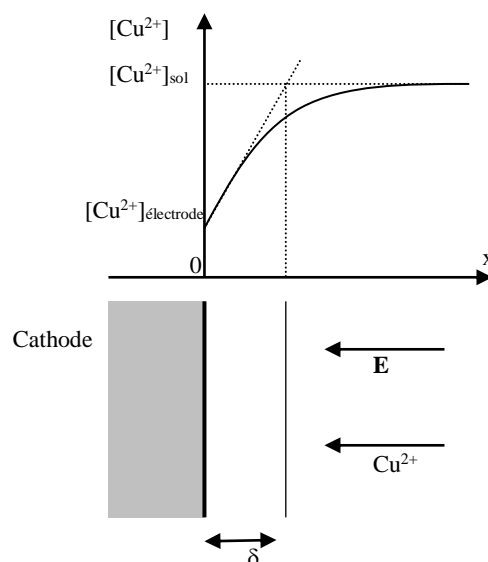 [Cu²⁺]
[Cu²⁺]sol
[Cu²⁺]électrode
0
x
Cathode
E
Cu²⁺
δ